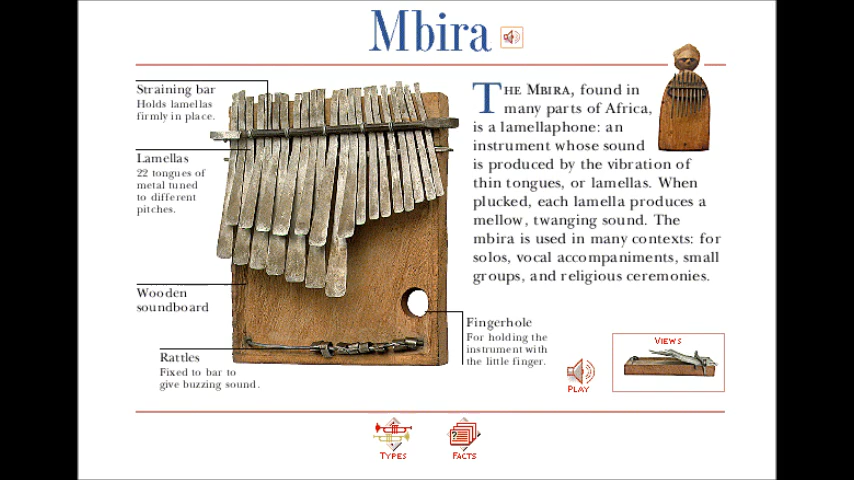 Mbira
Straining bar
Holds lamellas
firmly in place.
Lamellas
22 tongues of
metal tuned
to different
pitches.
Wooden
soundboard
Rattles
Fixed to bar to
give buzzing sound.
THE MBIRA, found in
many parts of Africa,
is a lamellaphone: an
instrument whose sound
is produced by the vibration of
thin tongues, or lamellas. When
plucked, each lamella produces a
mellow, twanging sound. The
mbira is used in many contexts: for
solos, vocal accompaniments, small
groups, and religious ceremonies.
Fingerhole
For holding the
instrument with
the little finger.
PLAY
VIEWS
TYPES
?
FACTS